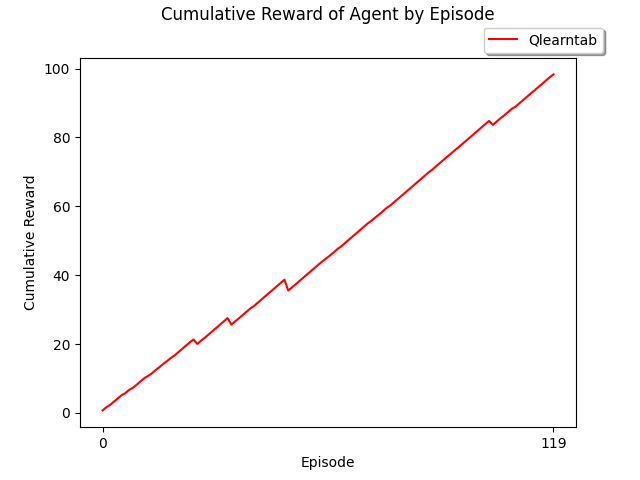 Cumulative Reward of Agent by Episode
Qlearntab
100
80
60
40
20
0
Cumulative Reward
0 119
Episode